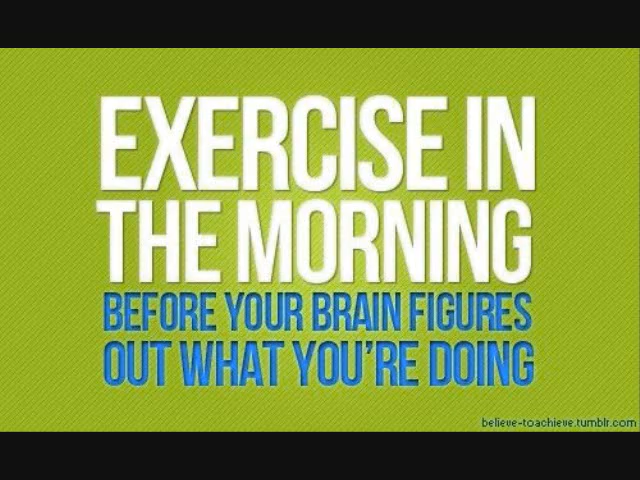 EXERCISE IN
THE MORNING
BEFORE YOUR BRAIN FIGURES
OUT WHAT YOU'RE DOING
believe-toachieve.tumblr.com